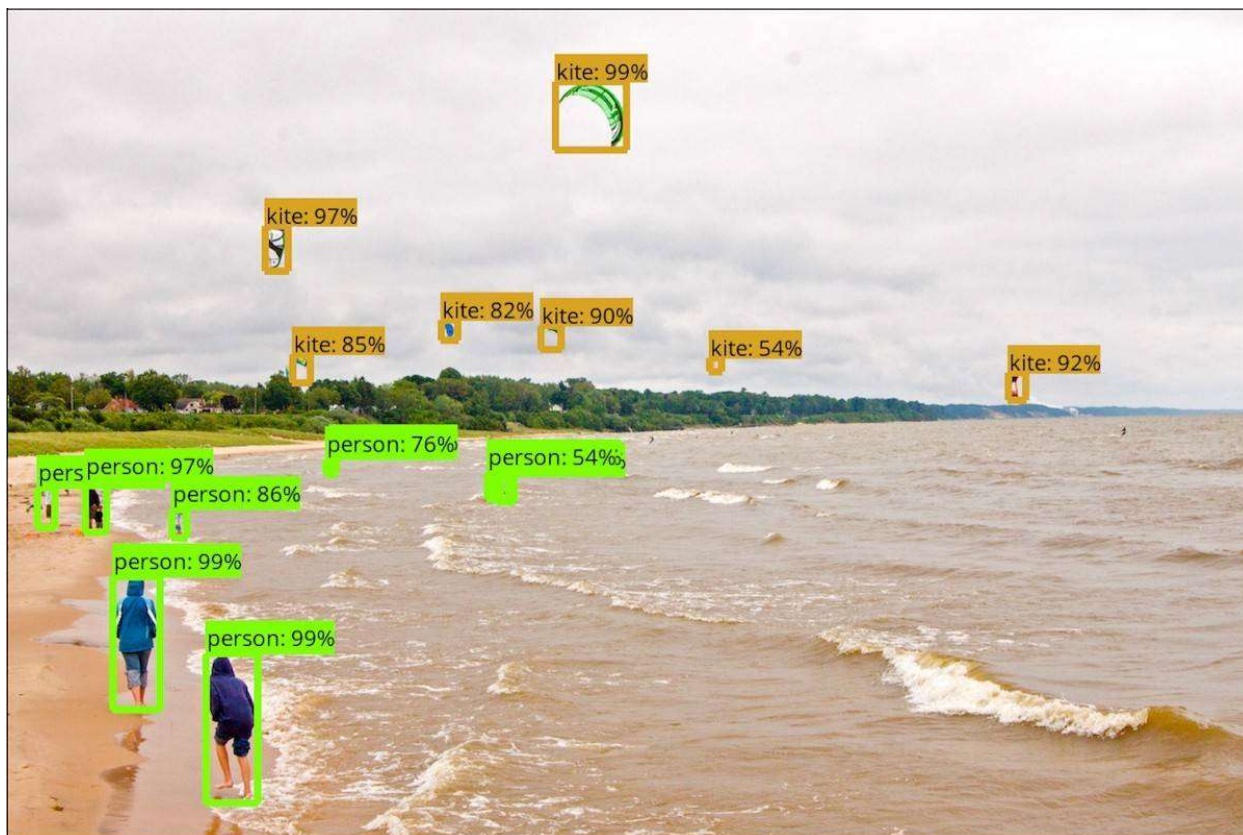 kite: 99%
kite: 97%
kite: 82%
kite: 90%
kite: 85%
kite: 54%
kite: 92%
person: 76%
person: 54%
pers
person: 97%
person: 86%
person: 99%
person: 99%